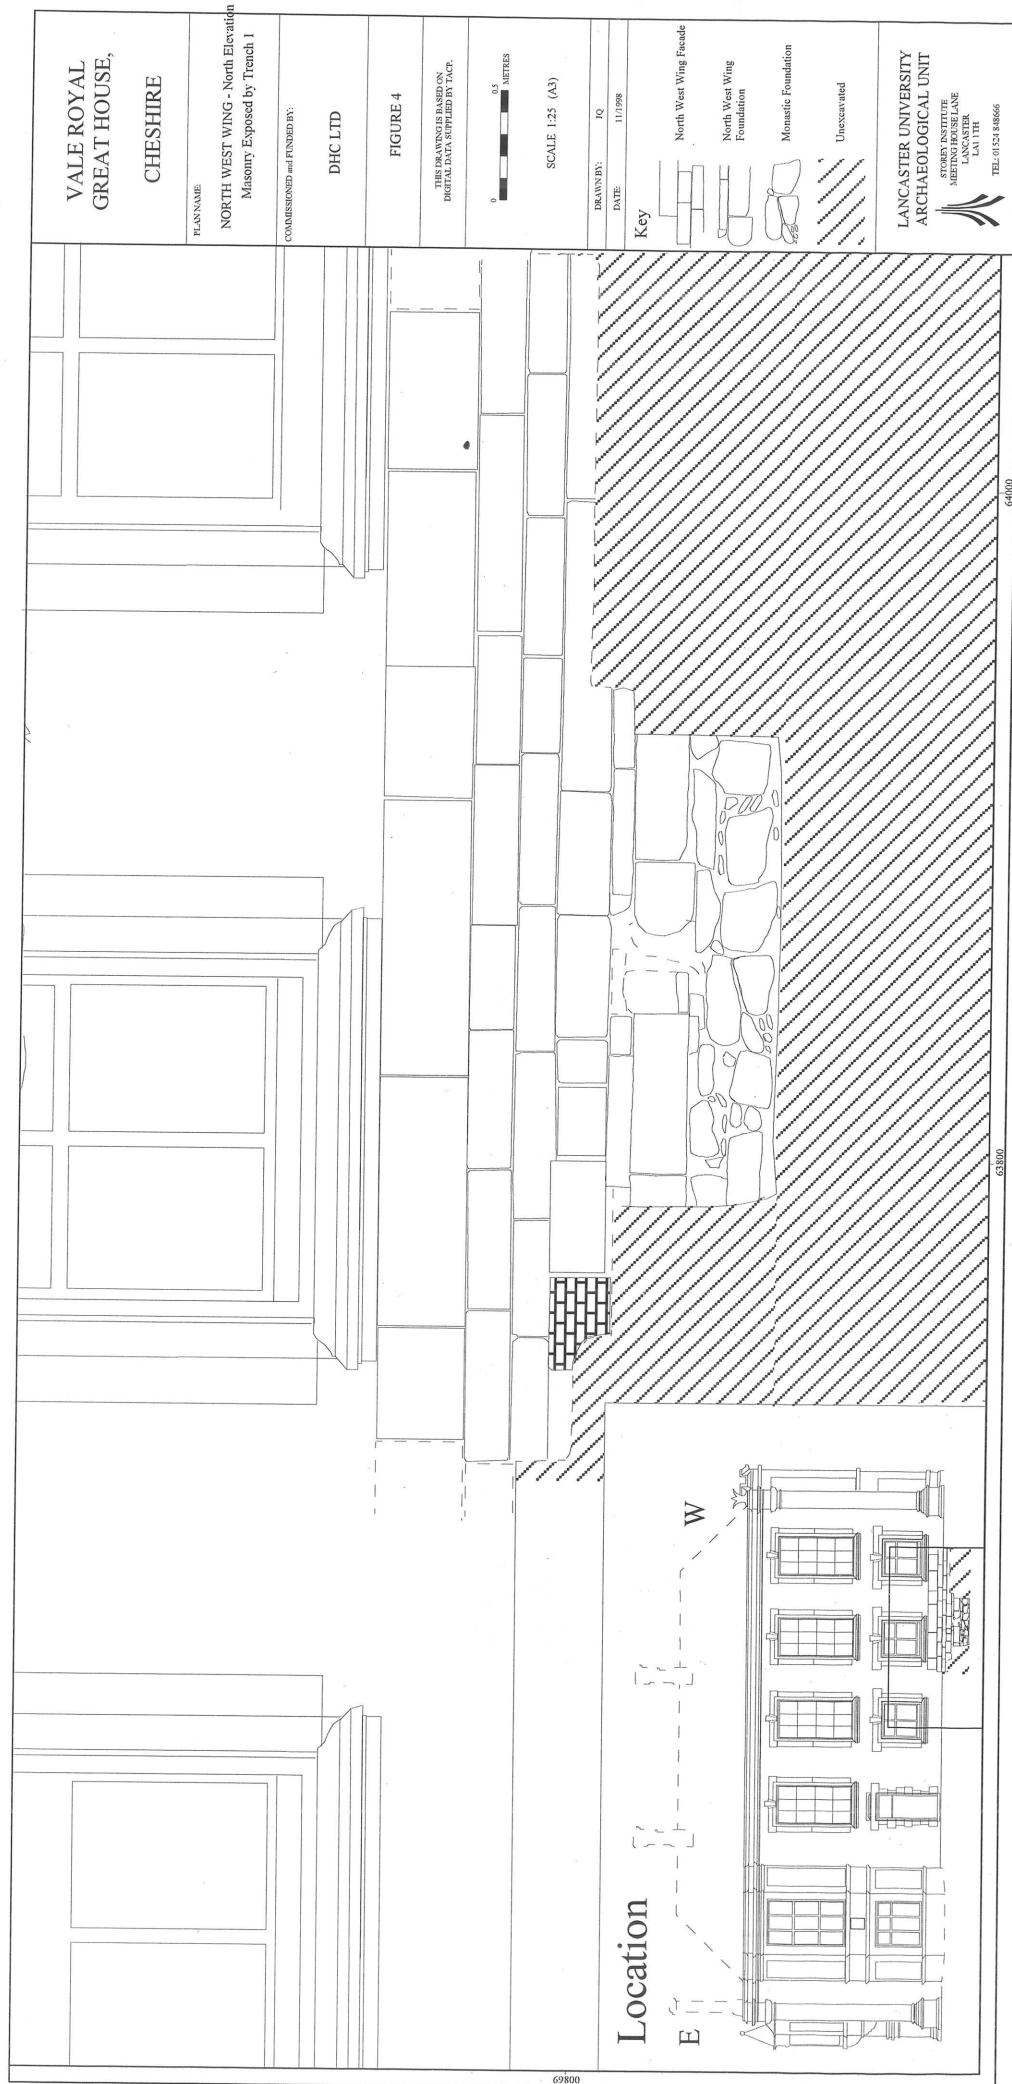 VALE ROYAL
GREAT HOUSE,
CHESHIRE
PLAN NAME:
NORTH WEST WING - North Elevation
Masonry Exposed by Trench 1
COMMISSIONED and FUNDED BY:
DHC LTD
FIGURE 4
THIS DRAWING IS BASED ON
DIGITAL DATA SUPPLIED BY TACP.
0 0.5 METRES
SCALE 1:25 (A3)
DRAWN BY: JQ
DATE: 11/1998
Key
North West Wing Facade
North West Wing
Foundation
Monastic Foundation
Unexcavated
LANCASTER UNIVERSITY
ARCHAEOLOGICAL UNIT
STOREY INSTITUTE
MEETING HOUSE LANE
LANCASTER
LA1 1TH
TEL: 01524 848666
Location
E
W
69800
63800
64000